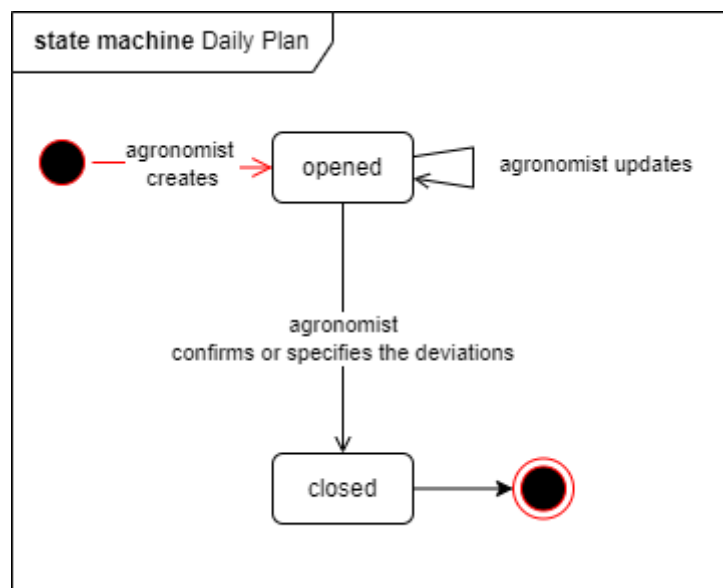 state machine Daily Plan
agronomist
creates
opened
agronomist updates
agronomist
confirms or specifies the deviations
closed